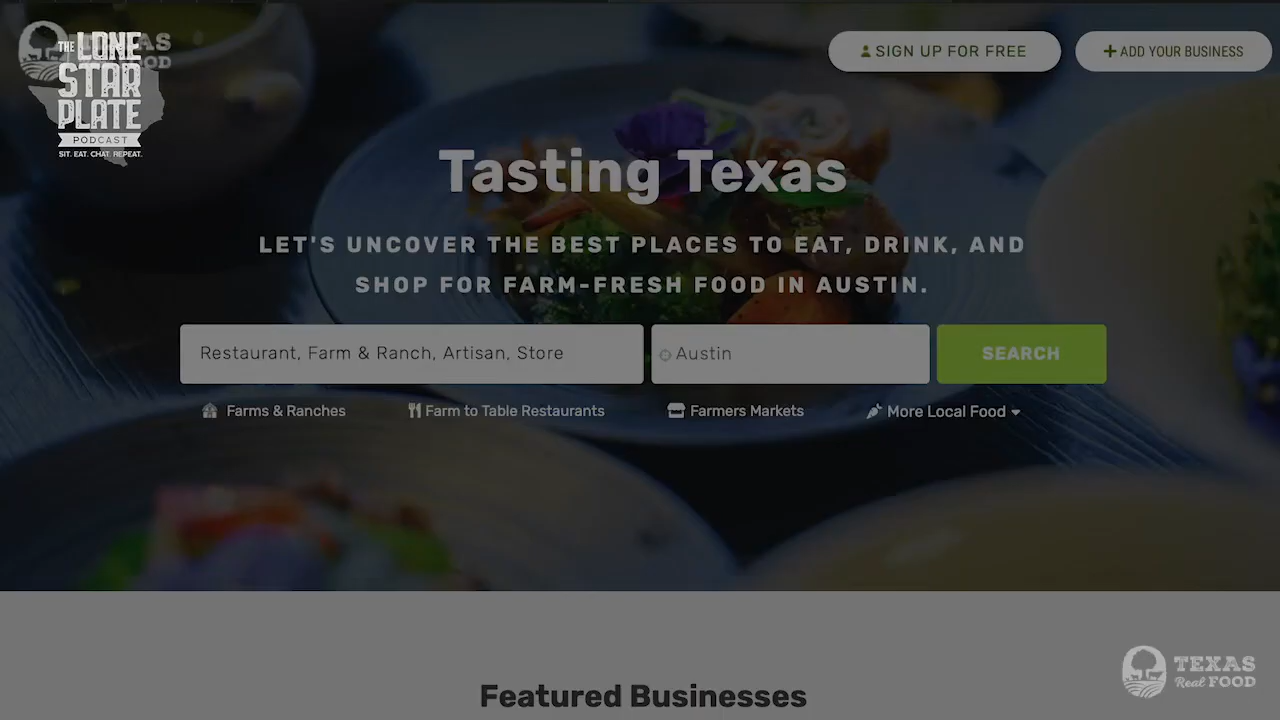 THE LONE
STAR
PLATE
PODCAST
SIT. EAT. CHAT. REPEAT.
SIGN UP FOR FREE
ADD YOUR BUSINESS
Tasting Texas
LET'S UNCOVER THE BEST PLACES TO EAT, DRINK, AND
SHOP FOR FARM-FRESH FOOD IN AUSTIN.
Restaurant, Farm & Ranch, Artisan, Store
Austin
SEARCH
Farms & Ranches
Farm to Table Restaurants
Farmers Markets
More Local Food
Featured Businesses
TEXAS
Real FOOD